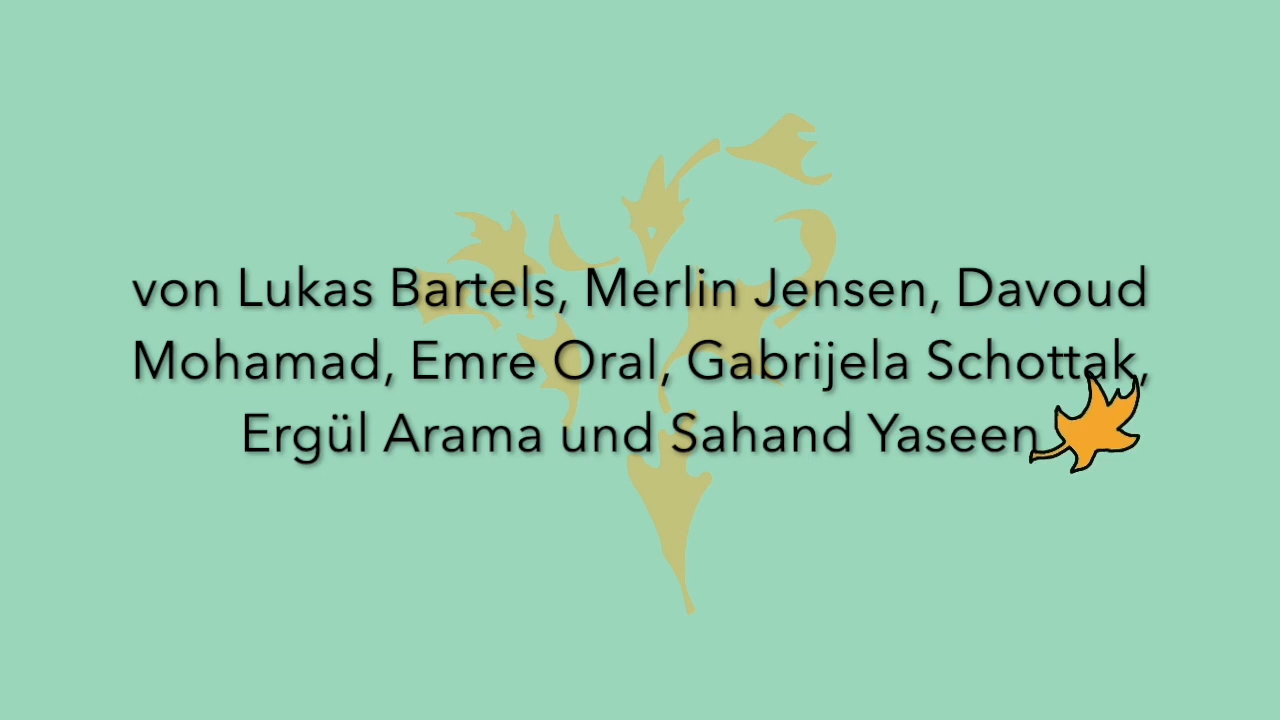 von Lukas Bartels, Merlin Jensen, Davoud
Mohamad, Emre Oral, Gabrijela Schottak,
Ergül Arama und Sahand Yaseen